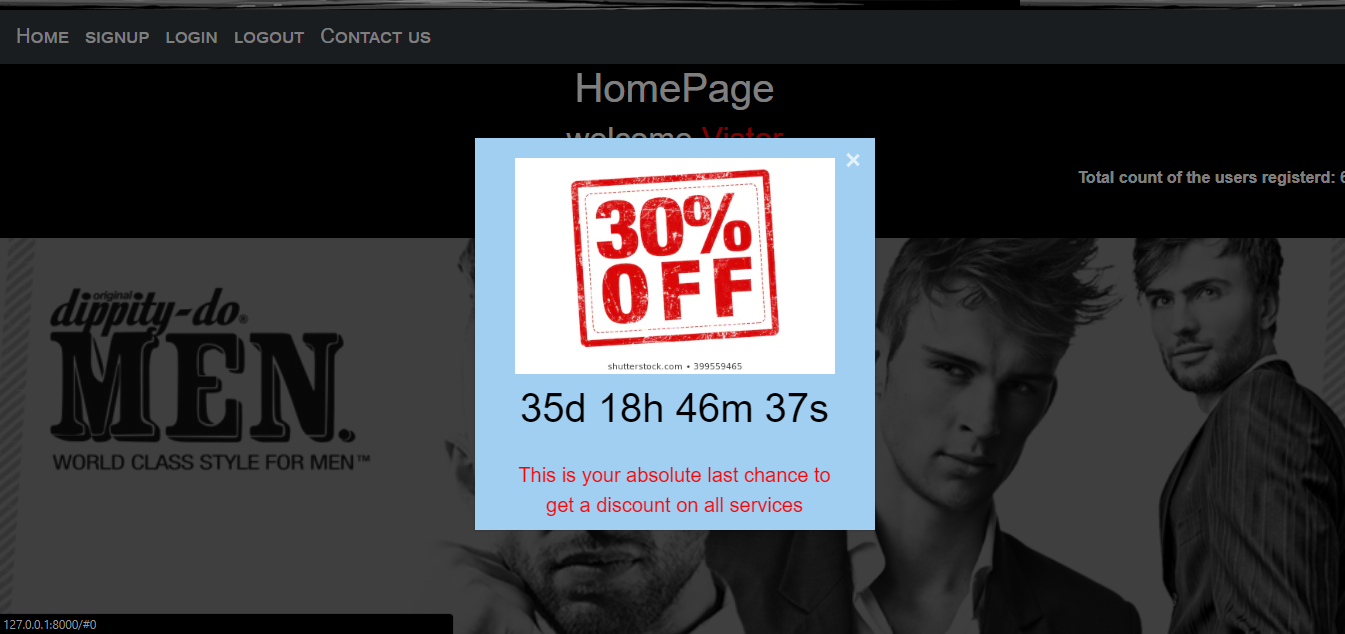 Home signup login logout Contact us
HomePage
welcome Vistor
Total count of the users registerd: 6
30%
OFF
shutterstock.com • 399559465
35d 18h 46m 37s
This is your absolute last chance to
get a discount on all services
original
dippity-do®
MEN.
WORLD CLASS STYLE FOR MEN™
127.0.0.1:8000/#0